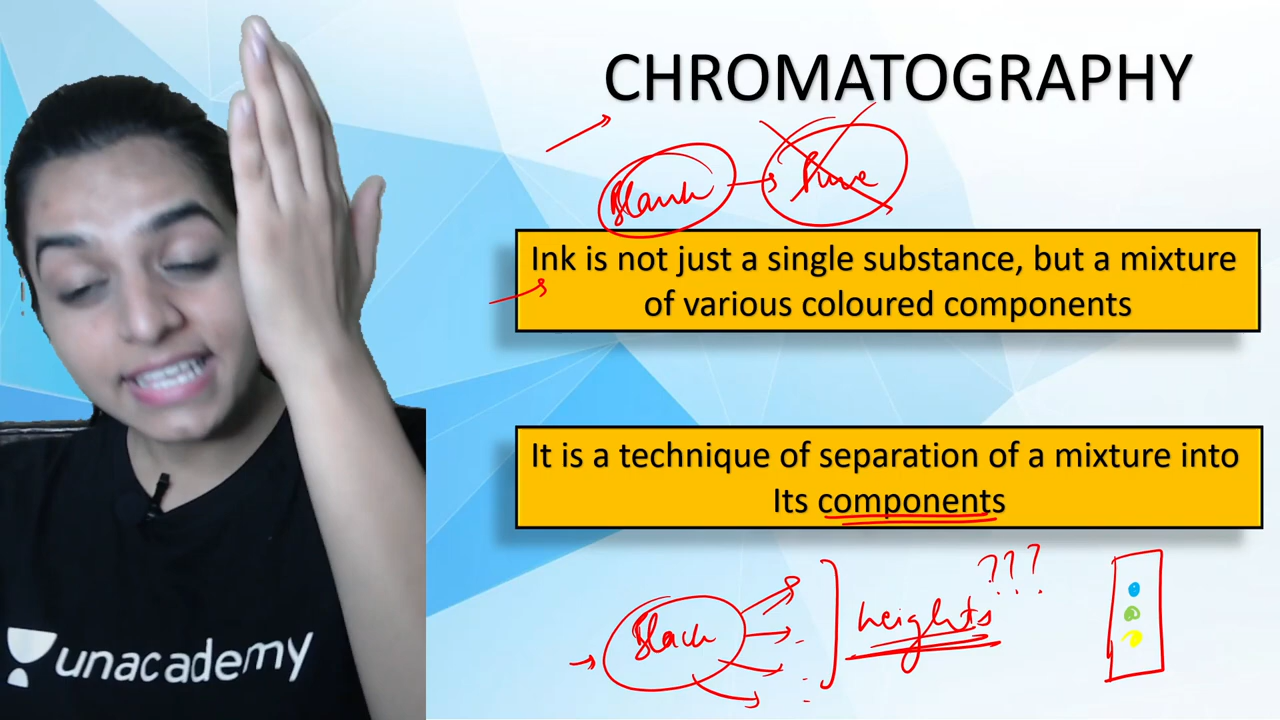 CHROMATOGRAPHY
Black → Pure
Ink is not just a single substance, but a mixture
of various coloured components
It is a technique of separation of a mixture into
Its components
Black
heights ???
unacademy